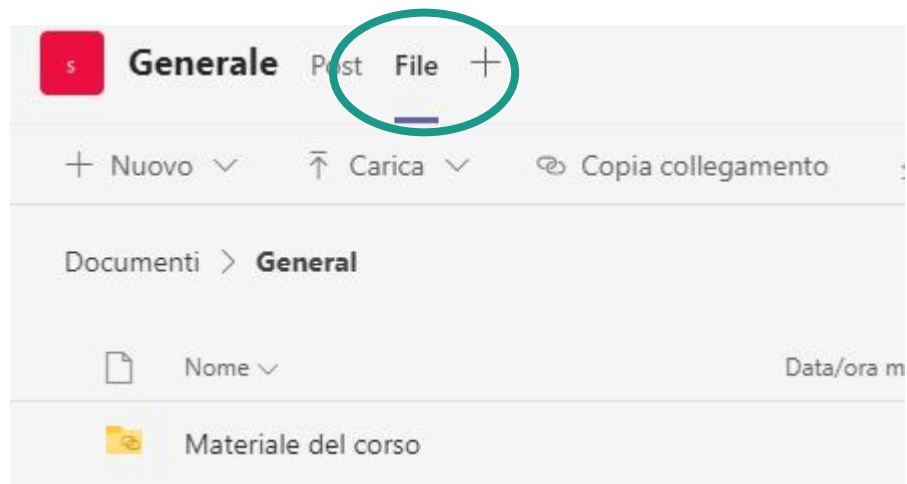 s Generale Post File
Nuovo Carica Copia collegamento
Documenti > General
Nome Data/ora m
Materiale del corso